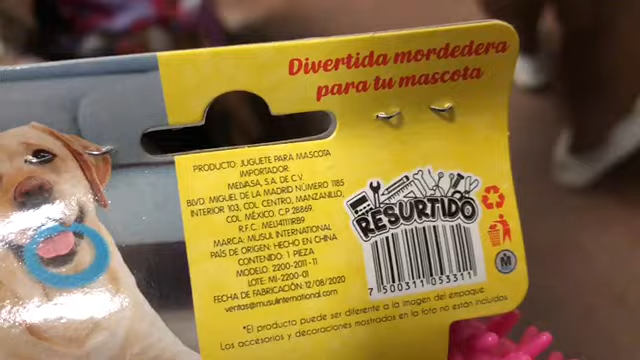 Divertida mordedera
para tu mascota
PRODUCTO: JUGUETE PARA MASCOTA
IMPORTADOR:
MELVASA, S.A. DE C.V.
BLVD. MIGUEL DE LA MADRID NÚMERO 1185
INTERIOR 103, COL. CENTRO, MANZANILLO,
COL. MÉXICO. C.P. 28869.
R.F.C.: MEL141111RB9
MARCA: MUSUL INTERNATIONAL
PAÍS DE ORIGEN: HECHO EN CHINA
CONTENIDO: 1 PIEZA
MODELO: 2200-2011-11
LOTE: MI-2200-01
FECHA DE FABRICACIÓN: 12/08/2020
ventas@musulinternational.com
RESURTIDO
7 500311 053311
*El producto puede ser diferente a la imagen del empaque.
Los accesorios y decoraciones mostrados en la foto no están incluidos